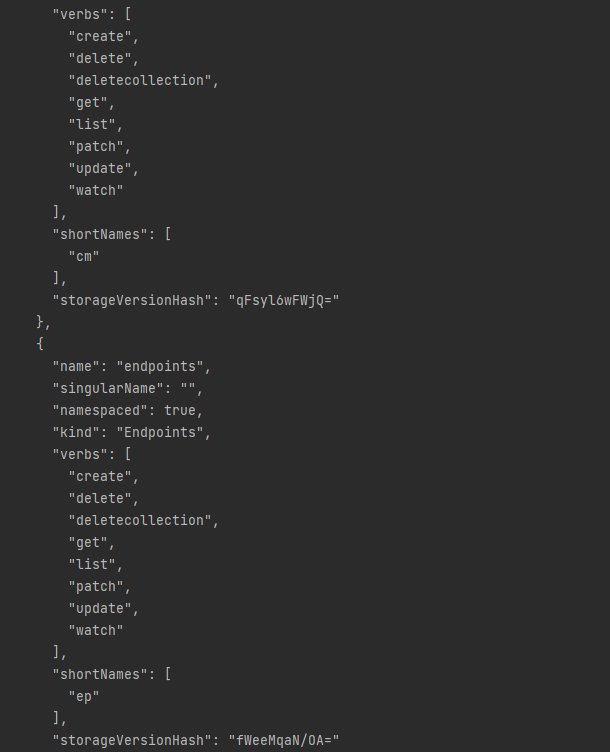 "verbs": [
"create",
"delete",
"deletecollection",
"get",
"list",
"patch",
"update",
"watch"
],
"shortNames": [
"cm"
],
"storageVersionHash": "qFsyl6wFWjQ="
},
{
"name": "endpoints",
"singularName": "",
"namespaced": true,
"kind": "Endpoints",
"verbs": [
"create",
"delete",
"deletecollection",
"get",
"list",
"patch",
"update",
"watch"
],
"shortNames": [
"ep"
],
"storageVersionHash": "fWeeMqaN/OA="